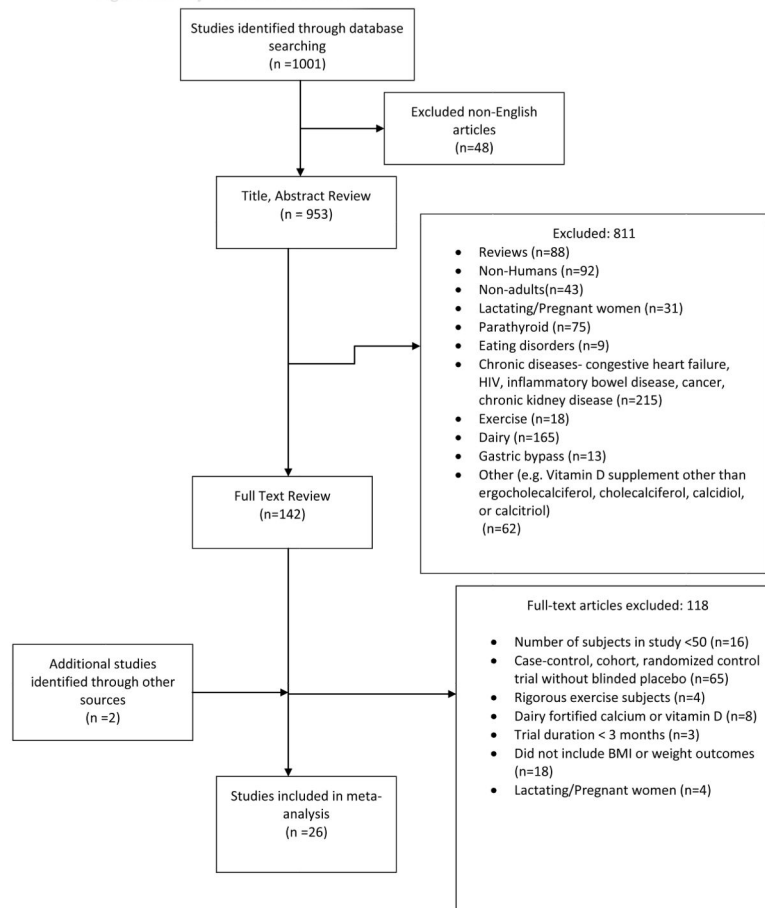 Studies identified through database
searching
(n =1001)
Excluded non-English
articles
(n=48)
Title, Abstract Review
(n = 953)
Excluded: 811
• Reviews (n=88)
• Non-Humans (n=92)
• Non-adults(n=43)
• Lactating/Pregnant women (n=31)
• Parathyroid (n=75)
• Eating disorders (n=9)
• Chronic diseases- congestive heart failure,
HIV, inflammatory bowel disease, cancer,
chronic kidney disease (n=215)
• Exercise (n=18)
• Dairy (n=165)
• Gastric bypass (n=13)
• Other (e.g. Vitamin D supplement other than
ergocholecalciferol, cholecalciferol, calcidiol,
or calcitriol)
(n=62)
Full Text Review
(n=142)
Full-text articles excluded: 118
• Number of subjects in study <50 (n=16)
• Case-control, cohort, randomized control
trial without blinded placebo
(n=65)
• Rigorous exercise subjects (n=4)
• Dairy fortified calcium or vitamin D (n=8)
• Trial duration < 3 months (n=3)
• Did not include BMI or weight outcomes
(n=18)
• Lactating/Pregnant women (n=4)
Additional studies
identified through other
sources
(n =2)
Studies included in meta-
analysis
(n =26)